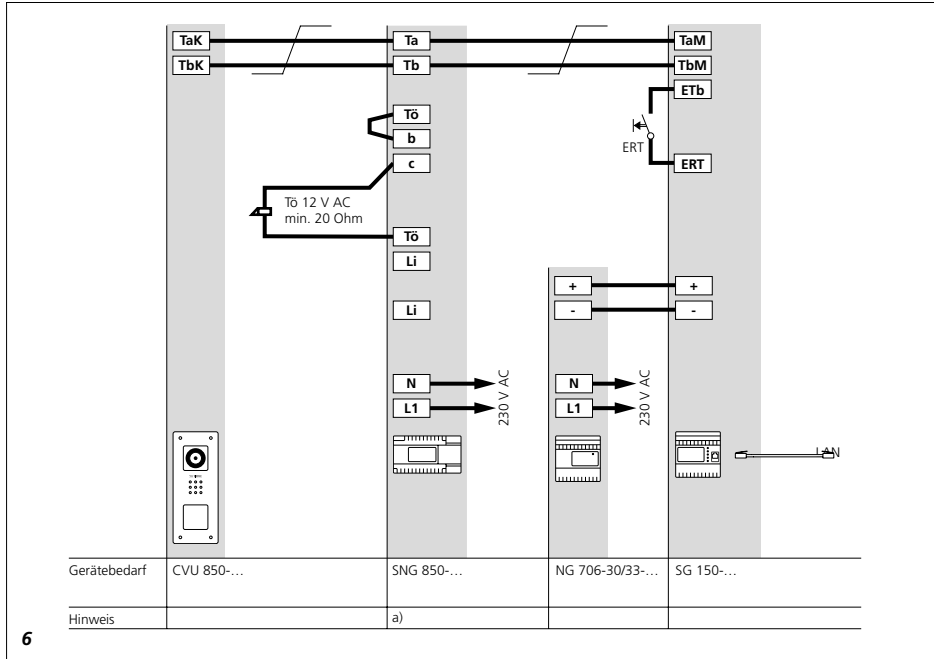 TaK Ta TaM
TbK Tb TbM
ETb
Tö
b
ERT
c
ERT
Tö 12 V AC
min. 20 Ohm
Tö
Li
+ +
Li - -
N N
L1 L1
230 V AC
230 V AC
LAN
Gerätebedarf CVU 850-… SNG 850-… NG 706-30/33-… SG 150-…
Hinweis a)
6